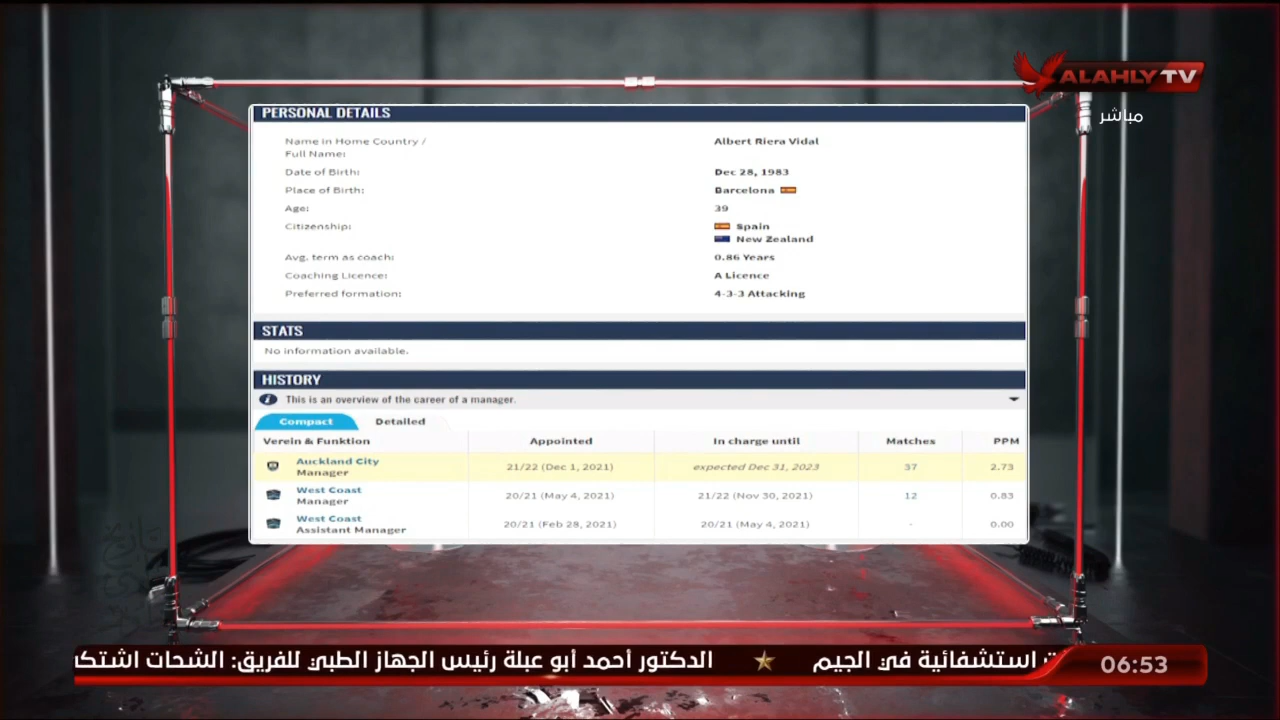 ALAHLY TV
مباشر
PERSONAL DETAILS
Name in Home Country /
Full Name:
Albert Riera Vidal
Date of Birth: Dec 28, 1983
Place of Birth: Barcelona
Age: 39
Citizenship: Spain
New Zealand
Avg. term as coach: 0.86 Years
Coaching Licence: A Licence
Preferred formation: 4-3-3 Attacking
STATS
No information available.
HISTORY
This is an overview of the career of a manager.
Compact Detailed
Verein & Funktion Appointed In charge until Matches PPM
Auckland City
Manager
21/22 (Dec 1, 2021) expected Dec 31, 2023 37 2.73
West Coast
Manager
20/21 (May 4, 2021) 21/22 (Nov 30, 2021) 12 0.83
West Coast
Assistant Manager
20/21 (Feb 28, 2021) 20/21 (May 4, 2021) - 0.00
استشفائية في الجيم ★ الدكتور أحمد أبو عبلة رئيس الجهاز الطبي للفريق: الشحات اشتك
06:53